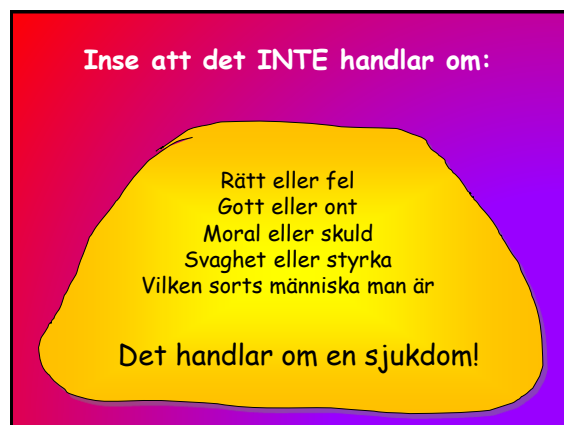 Inse att det INTE handlar om:
Rätt eller fel
Gott eller ont
Moral eller skuld
Svaghet eller styrka
Vilken sorts människa man är
Det handlar om en sjukdom!